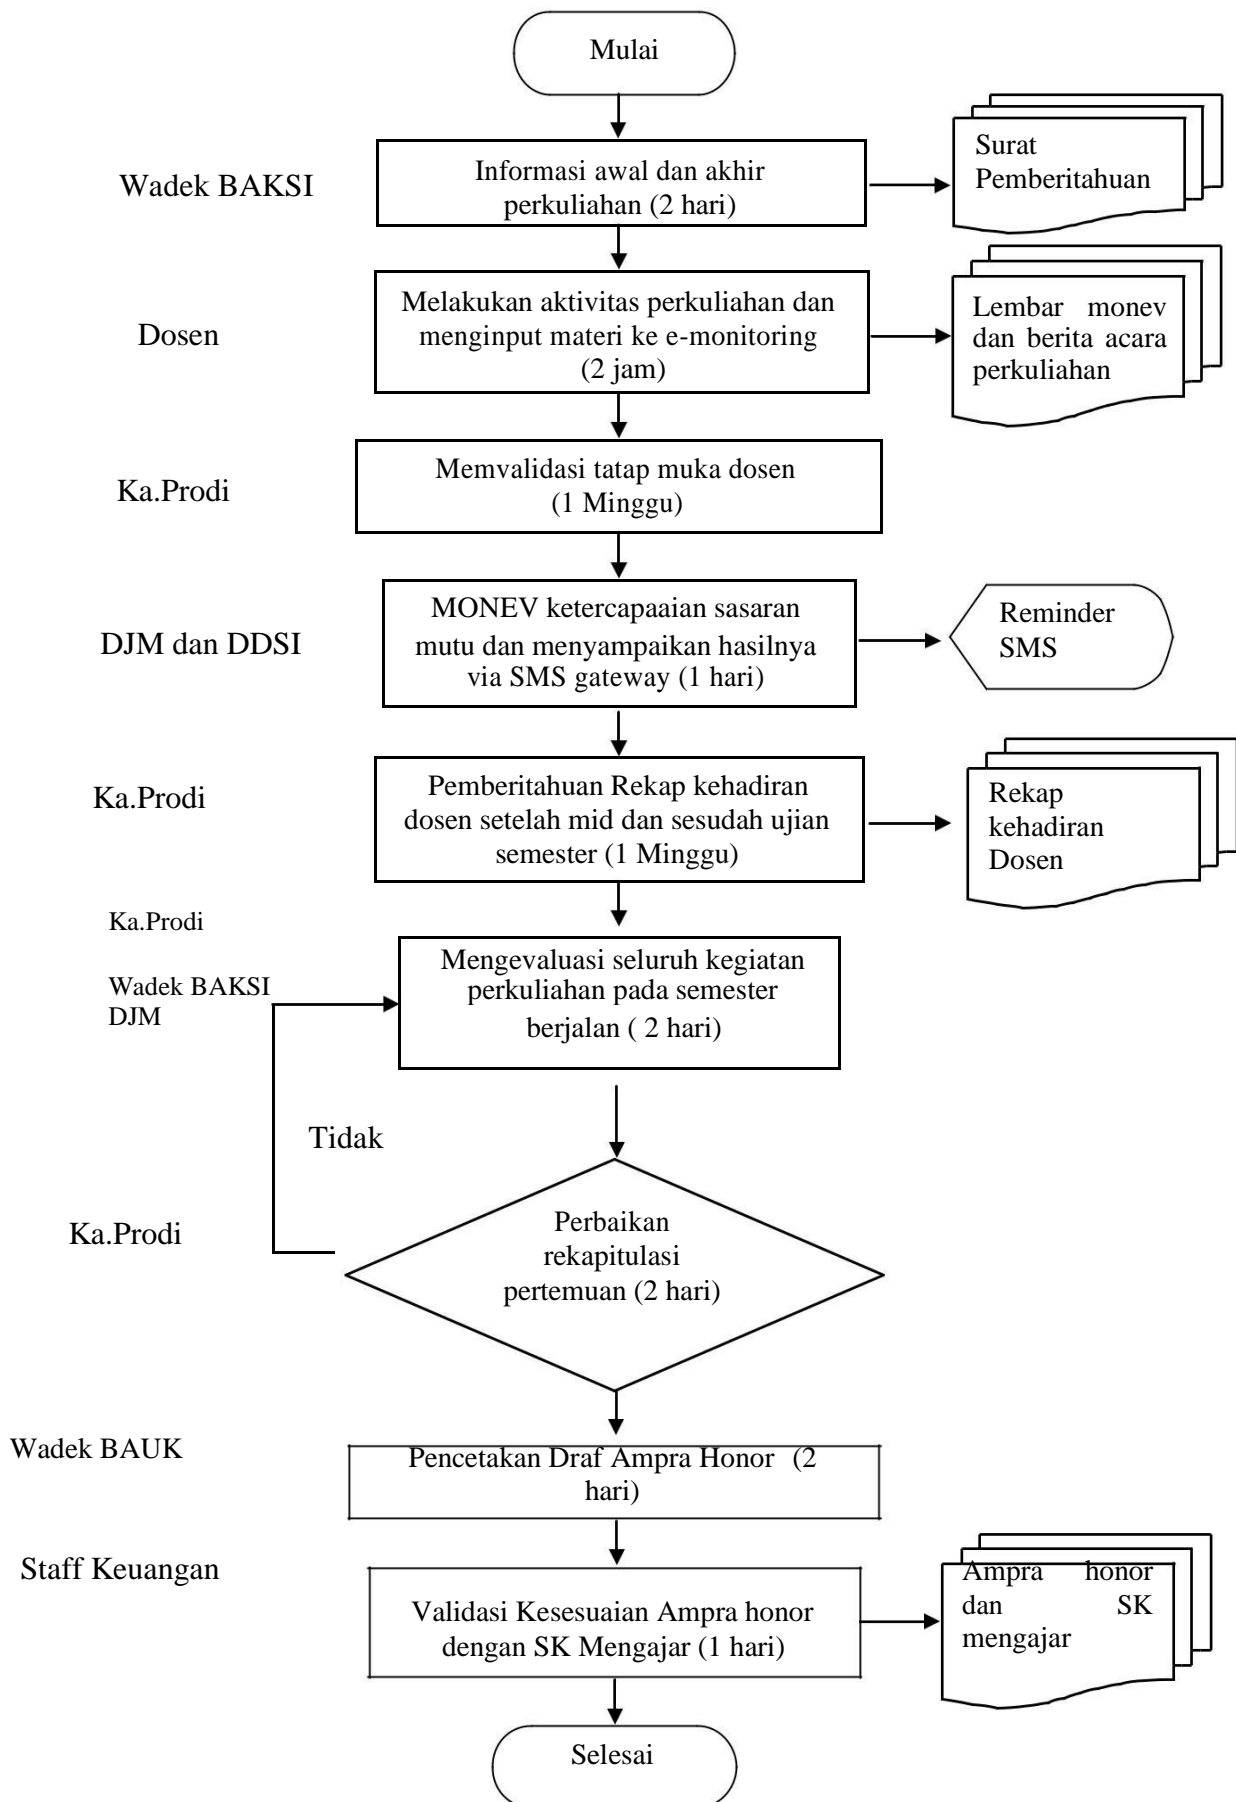 Mulai
Wadek BAKSI
Informasi awal dan akhir
perkuliahan (2 hari)
Surat
Pemberitahuan
Dosen
Melakukan aktivitas perkuliahan dan
menginput materi ke e-monitoring
(2 jam)
Lembar monev
dan berita acara
perkuliahan
Ka.Prodi
Memvalidasi tatap muka dosen
(1 Minggu)
DJM dan DDSI
MONEV ketercapaaian sasaran
mutu dan menyampaikan hasilnya
via SMS gateway (1 hari)
Reminder
SMS
Ka.Prodi
Pemberitahuan Rekap kehadiran
dosen setelah mid dan sesudah ujian
semester (1 Minggu)
Rekap
kehadiran
Dosen
Ka.Prodi
Wadek BAKSI
DJM
Mengevaluasi seluruh kegiatan
perkuliahan pada semester
berjalan ( 2 hari)
Tidak
Ka.Prodi
Perbaikan
rekapitulasi
pertemuan (2 hari)
Wadek BAUK
Pencetakan Draf Ampra Honor (2
hari)
Staff Keuangan
Validasi Kesesuaian Ampra honor
dengan SK Mengajar (1 hari)
Ampra honor
dan SK
mengajar
Selesai